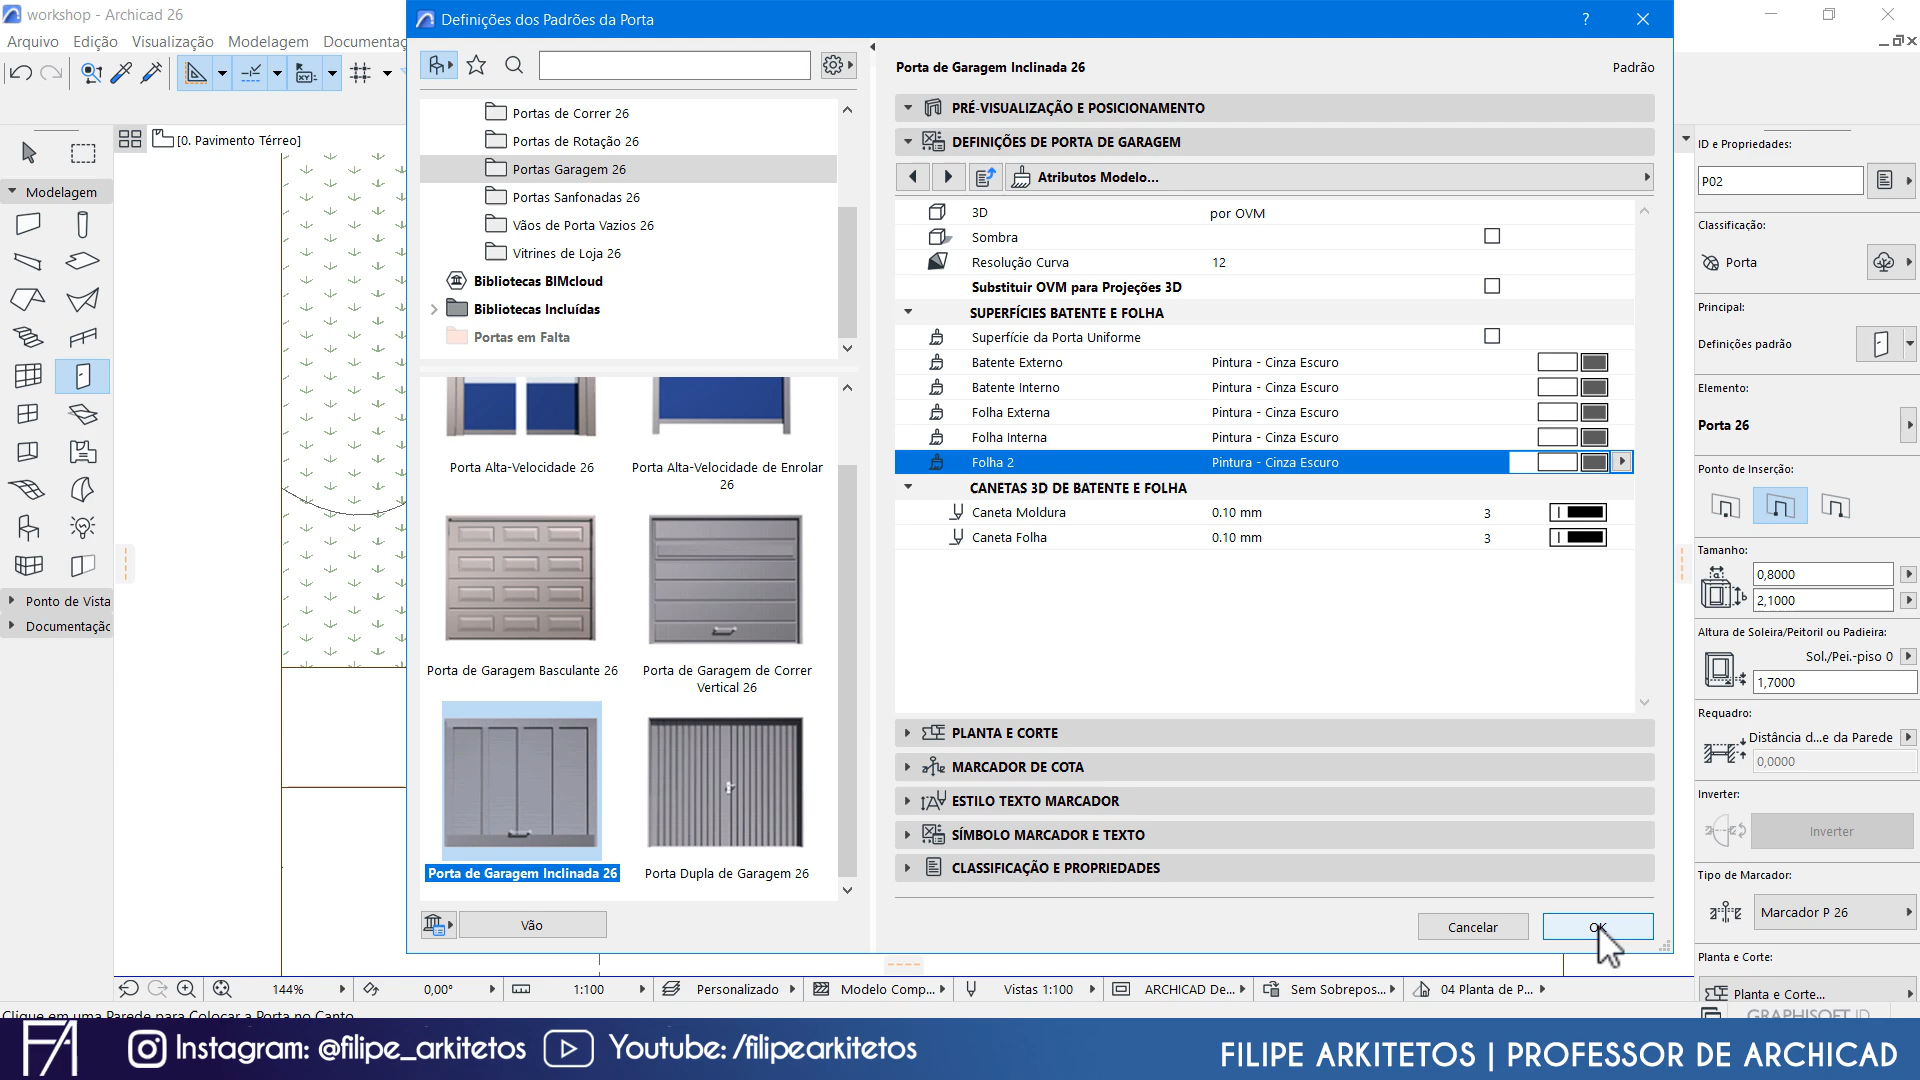 workshop - Archicad 26
Arquivo Edição Visualização Modelagem Documentaç
[0. Pavimento Térreo]
Modelagem
Ponto de Vista
Documentaçã
Definições dos Padrões da Porta
?
Portas de Correr 26
Portas de Rotação 26
Portas Garagem 26
Portas Sanfonadas 26
Vãos de Porta Vazios 26
Vitrines de Loja 26
Bibliotecas BIMcloud
Bibliotecas Incluídas
Portas em Falta
Porta Alta-Velocidade 26
Porta Alta-Velocidade de Enrolar
26
Porta de Garagem Basculante 26
Porta de Garagem de Correr
Vertical 26
Porta de Garagem Inclinada 26
Porta Dupla de Garagem 26
Vão
Porta de Garagem Inclinada 26
Padrão
PRÉ-VISUALIZAÇÃO E POSICIONAMENTO
DEFINIÇÕES DE PORTA DE GARAGEM
Atributos Modelo...
3D por OVM
Sombra
Resolução Curva 12
Substituir OVM para Projeções 3D
SUPERFÍCIES BATENTE E FOLHA
Superfície da Porta Uniforme
Batente Externo Pintura - Cinza Escuro
Batente Interno Pintura - Cinza Escuro
Folha Externa Pintura - Cinza Escuro
Folha Interna Pintura - Cinza Escuro
Folha 2 Pintura - Cinza Escuro
CANETAS 3D DE BATENTE E FOLHA
Caneta Moldura 0.10 mm 3
Caneta Folha 0.10 mm 3
PLANTA E CORTE
MARCADOR DE COTA
ESTILO TEXTO MARCADOR
SÍMBOLO MARCADOR E TEXTO
CLASSIFICAÇÃO E PROPRIEDADES
Cancelar
OK
ID e Propriedades:
P02
Classificação:
Porta
Principal:
Definições padrão
Elemento:
Porta 26
Ponto de Inserção:
Tamanho:
0,8000
2,1000
Altura de Soleira/Peitoril ou Padieira:
Sol./Pei.-piso 0
1,7000
Requadro:
Distância d...e da Parede
0,0000
Inverter:
Inverter
Tipo de Marcador:
Marcador P 26
Planta e Corte:
Planta e Corte...
GRAPHISOFT ID
144% 0,00° 1:100 Personalizado Modelo Comp... Vistas 1:100 ARCHICAD De... Sem Sobrepos... 04 Planta de P...
Clique em uma Parede para Colocar a Porta no Canto
FA Instagram: @filipe_arkitetos Youtube: /filipearkitetos
FILIPE ARKITETOS | PROFESSOR DE ARCHICAD